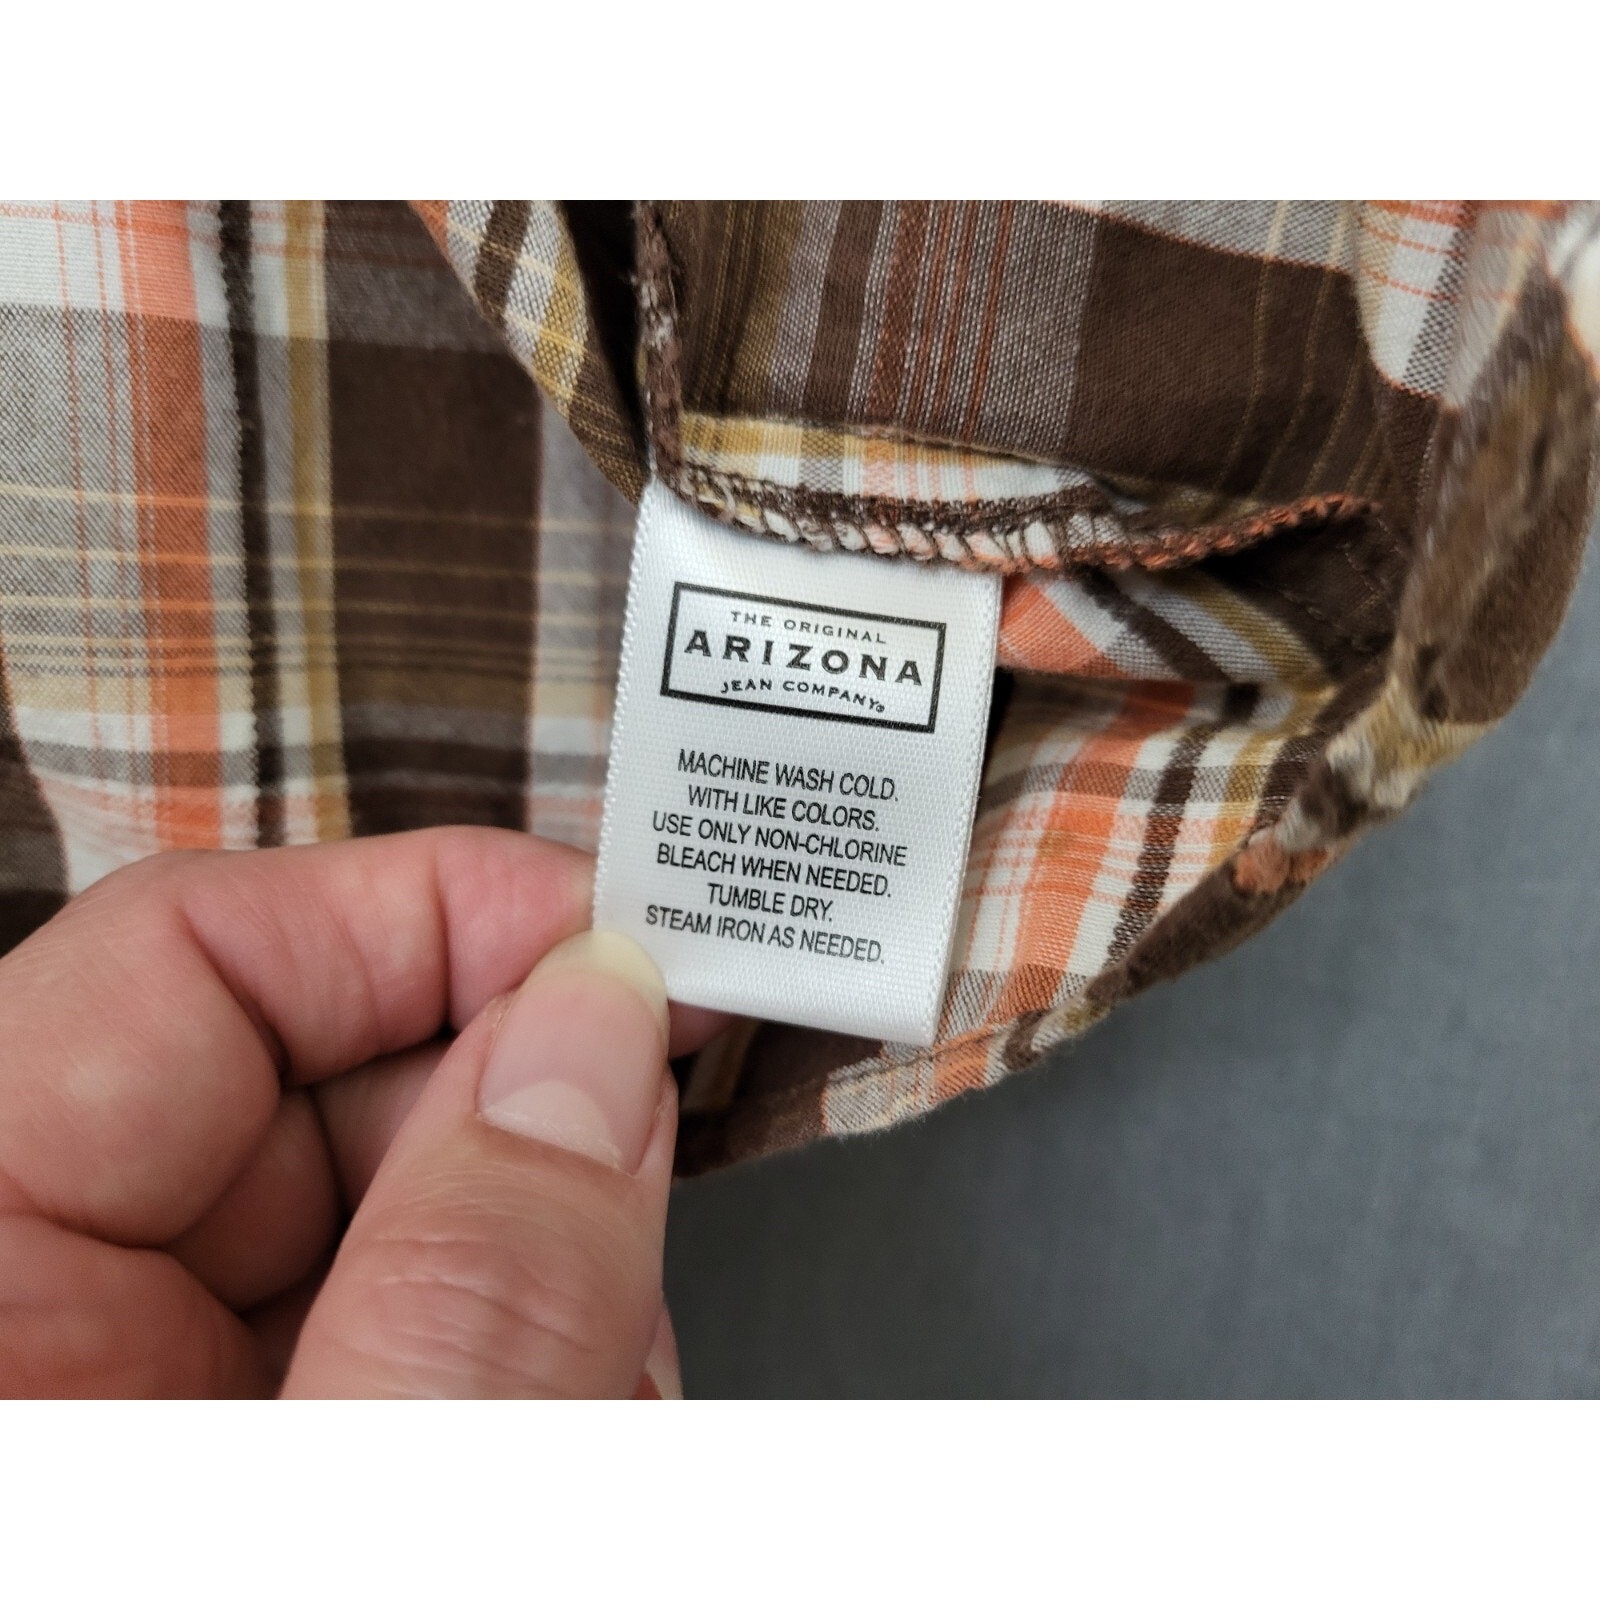 THE ORIGINAL
ARIZONA
JEAN COMPANY®
MACHINE WASH COLD.
WITH LIKE COLORS.
USE ONLY NON-CHLORINE
BLEACH WHEN NEEDED.
TUMBLE DRY.
STEAM IRON AS NEEDED.